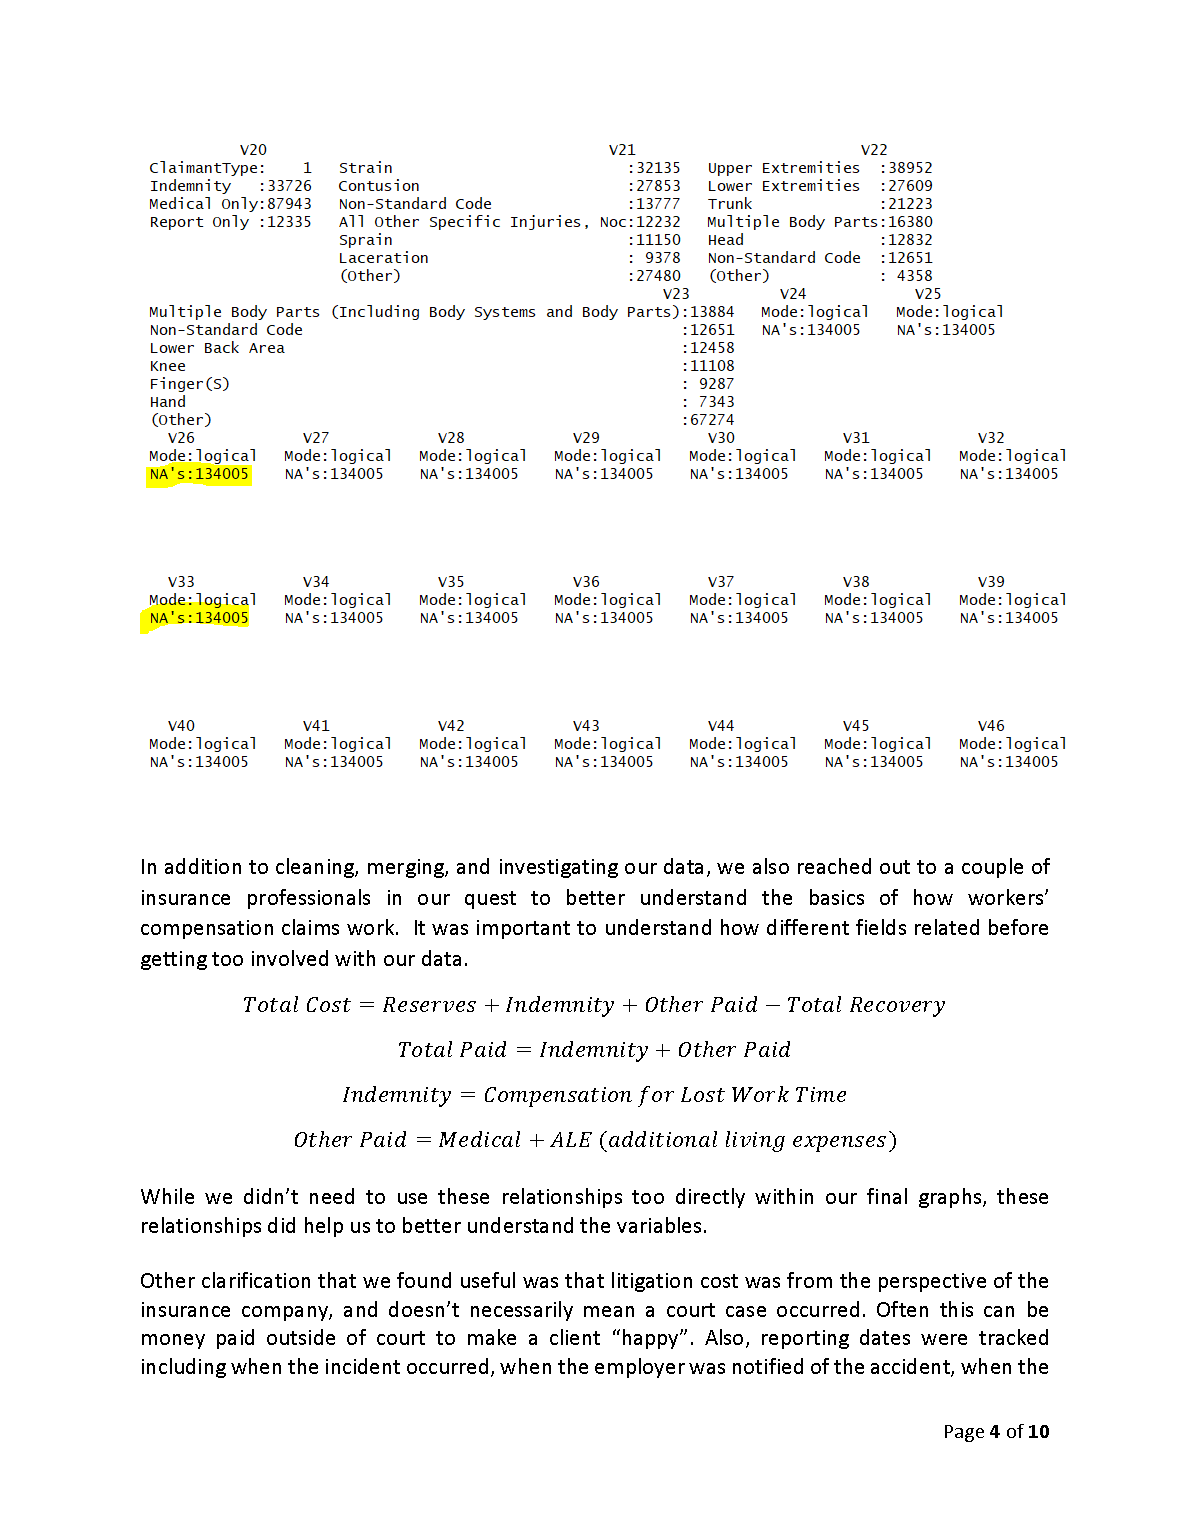 V20 V21 V22
ClaimantType: 1 Strain :32135 Upper Extremities :38952
Indemnity :33726 Contusion :27853 Lower Extremities :27609
Medical Only:87943 Non-Standard Code :13777 Trunk :21223
Report Only :12335 All Other Specific Injuries, Noc:12232 Multiple Body Parts:16380
Sprain :11150 Head :12832
Laceration : 9378 Non-Standard Code :12651
(Other) :27480 (Other) : 4358
V23 V24 V25
Multiple Body Parts (Including Body Systems and Body Parts):13884 Mode:logical Mode:logical
Non-Standard Code :12651 NA's:134005 NA's:134005
Lower Back Area :12458
Knee :11108
Finger(S) : 9287
Hand : 7343
(Other) :67274
V26 V27 V28 V29 V30 V31 V32
Mode:logical Mode:logical Mode:logical Mode:logical Mode:logical Mode:logical Mode:logical
NA's:134005 NA's:134005 NA's:134005 NA's:134005 NA's:134005 NA's:134005 NA's:134005
V33 V34 V35 V36 V37 V38 V39
Mode:logical Mode:logical Mode:logical Mode:logical Mode:logical Mode:logical Mode:logical
NA's:134005 NA's:134005 NA's:134005 NA's:134005 NA's:134005 NA's:134005 NA's:134005
V40 V41 V42 V43 V44 V45 V46
Mode:logical Mode:logical Mode:logical Mode:logical Mode:logical Mode:logical Mode:logical
NA's:134005 NA's:134005 NA's:134005 NA's:134005 NA's:134005 NA's:134005 NA's:134005
In addition to cleaning, merging, and investigating our data, we also reached out to a couple of
insurance professionals in our quest to better understand the basics of how workers’
compensation claims work.  It was important to understand how different fields related before
getting too involved with our data.
Total Cost = Reserves + Indemnity + Other Paid − Total Recovery
Total Paid = Indemnity + Other Paid
Indemnity = Compensation for Lost Work Time
Other Paid = Medical + ALE (additional living expenses)
While we didn’t need to use these relationships too directly within our final graphs, these
relationships did help us to better understand the variables.
Other clarification that we found useful was that litigation cost was from the perspective of the
insurance company, and doesn’t necessarily mean a court case occurred. Often this can be
money paid outside of court to make a client “happy”. Also, reporting dates were tracked
including when the incident occurred, when the employer was notified of the accident, when the
Page 4 of 10